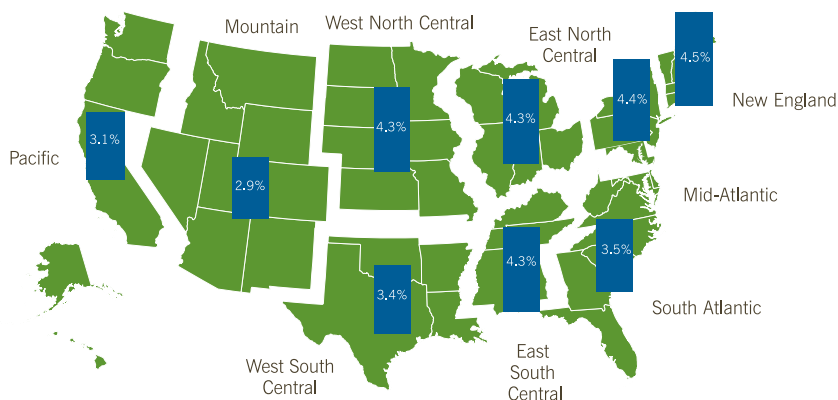 Mountain
West North Central
East North
Central
4.5%
New England
4.4%
4.3%
4.3%
3.1%
Pacific
2.9%
Mid-Atlantic
3.5%
4.3%
3.4%
South Atlantic
West South
Central
East
South
Central